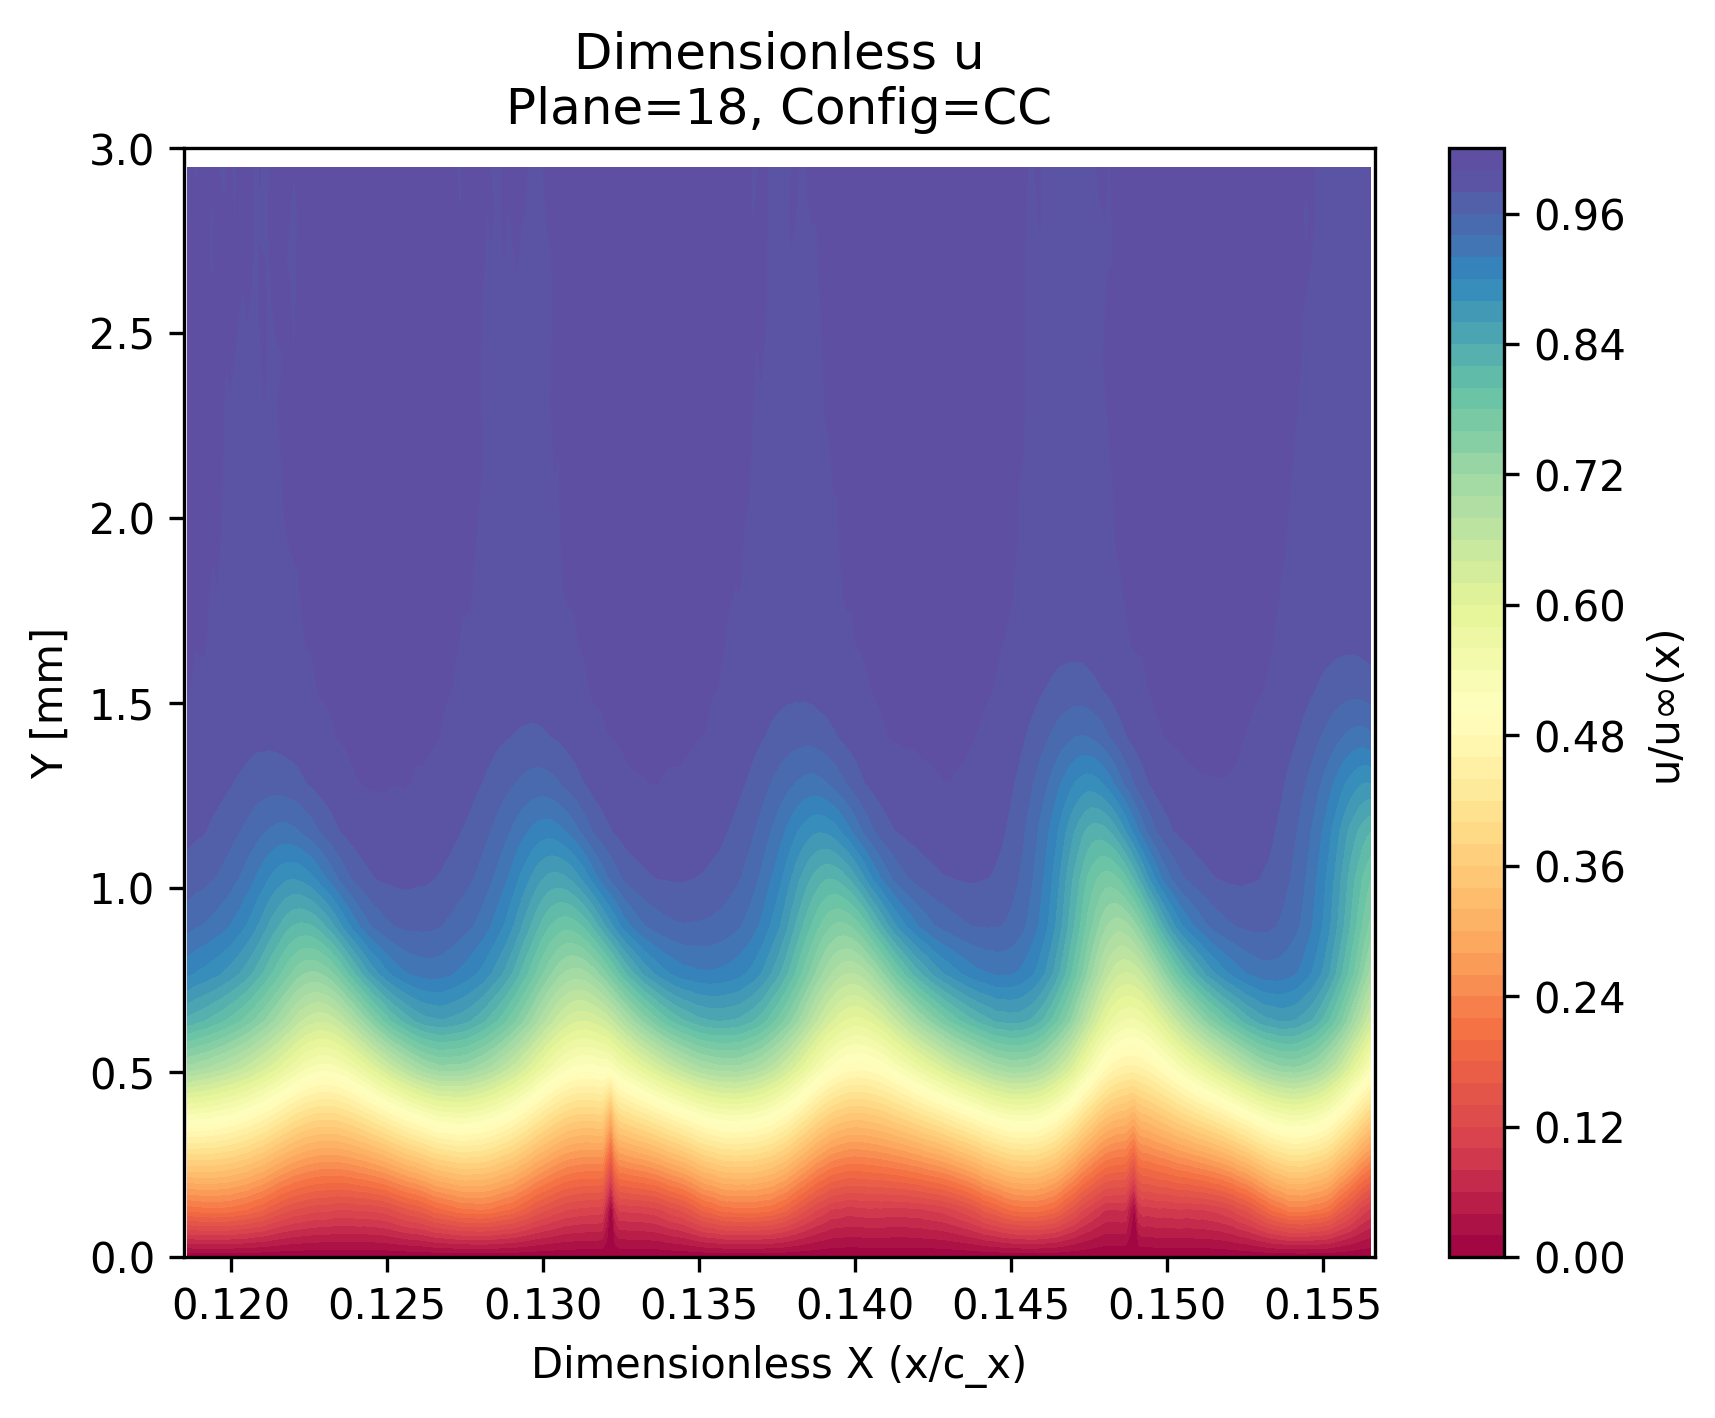 Dimensionless u
Plane=18, Config=CC
3.0
2.5
2.0
1.5
1.0
0.5
0.0
Y [mm]
0.120 0.125 0.130 0.135 0.140 0.145 0.150 0.155
Dimensionless X (x/c_x)
0.96
0.84
0.72
0.60
0.48
0.36
0.24
0.12
0.00
u/u∞(x)